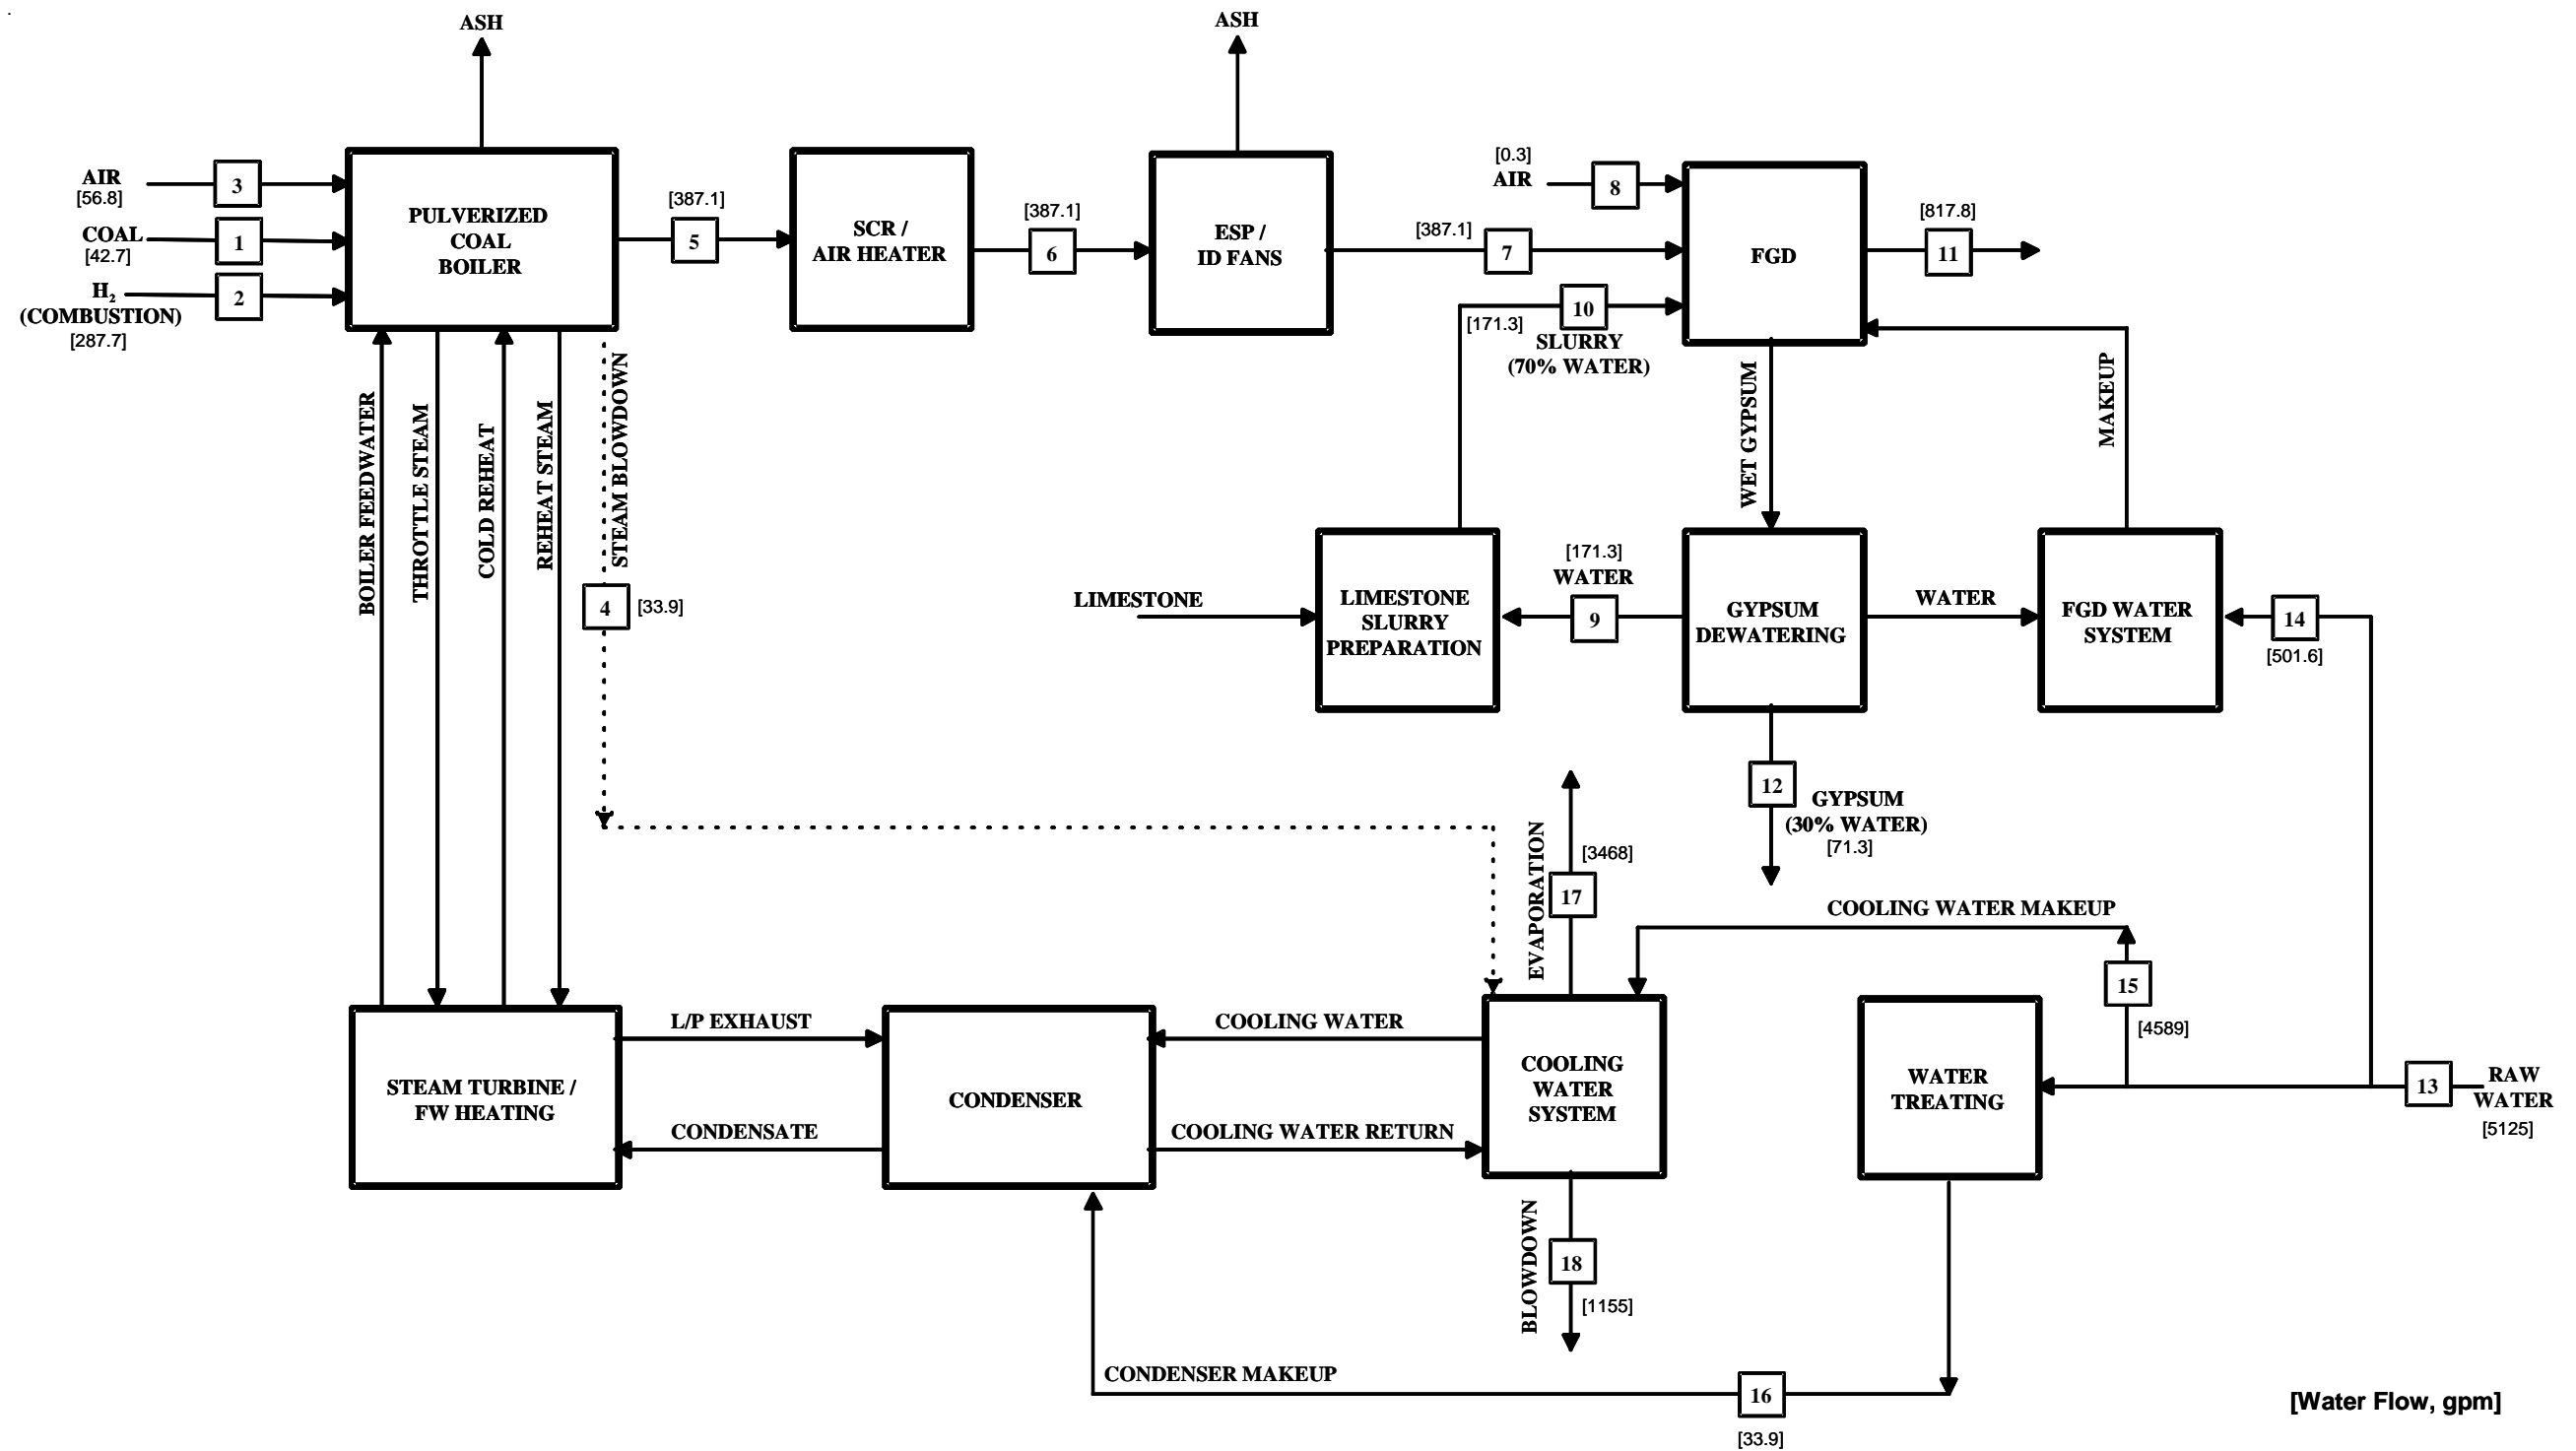 ASH
ASH
AIR
[56.8]
3
COAL
[42.7]
1
H₂
(COMBUSTION)
[287.7]
2
PULVERIZED
COAL
BOILER
[387.1]
5
SCR /
AIR HEATER
[387.1]
6
ESP /
ID FANS
[0.3]
AIR
8
[387.1]
7
[171.3]
10
SLURRY
(70% WATER)
FGD
[817.8]
11
BOILER FEEDWATER
THROTTLE STEAM
COLD REHEAT
REHEAT STEAM
STEAM BLOWDOWN
4
[33.9]
WET GYPSUM
MAKEUP
LIMESTONE
LIMESTONE
SLURRY
PREPARATION
[171.3]
WATER
9
GYPSUM
DEWATERING
WATER
FGD WATER
SYSTEM
14
[501.6]
12
GYPSUM
(30% WATER)
[71.3]
EVAPORATION
[3468]
17
COOLING WATER MAKEUP
15
[4589]
STEAM TURBINE /
FW HEATING
L/P EXHAUST
CONDENSATE
CONDENSER
COOLING WATER
COOLING WATER RETURN
COOLING
WATER
SYSTEM
WATER
TREATING
13
RAW
WATER
[5125]
BLOWDOWN
18
[1155]
CONDENSER MAKEUP
16
[33.9]
[Water Flow, gpm]